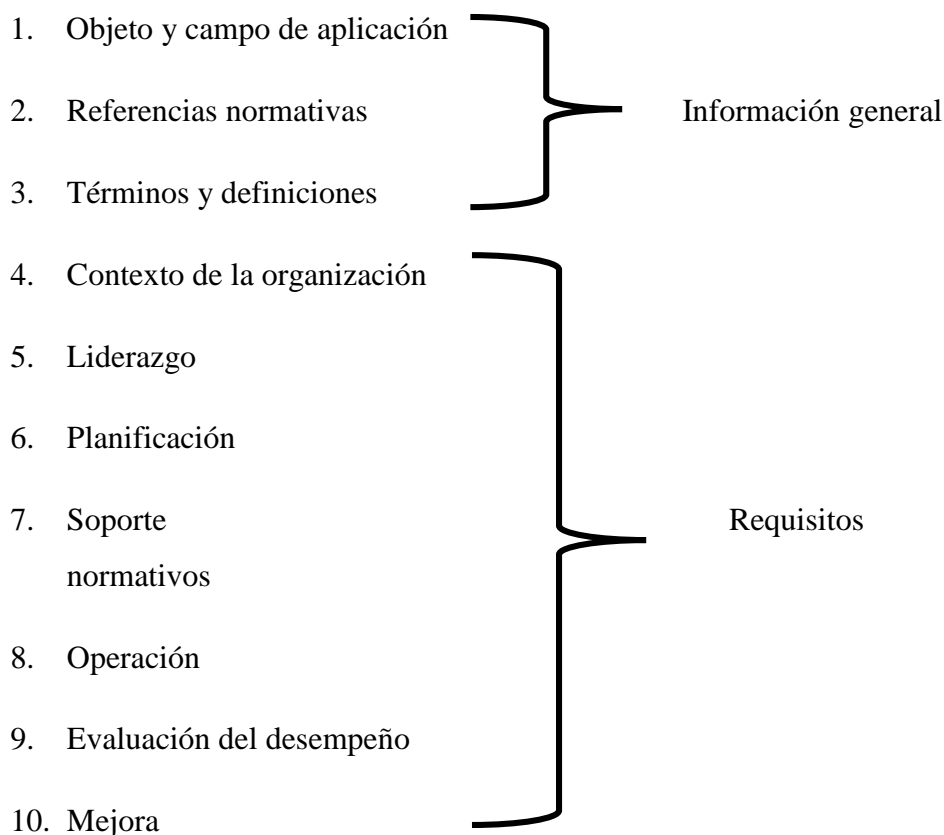 1. Objeto y campo de aplicación
2. Referencias normativas
Información general
3. Términos y definiciones
4. Contexto de la organización
5. Liderazgo
6. Planificación
7. Soporte
Requisitos
normativos
8. Operación
9. Evaluación del desempeño
10. Mejora